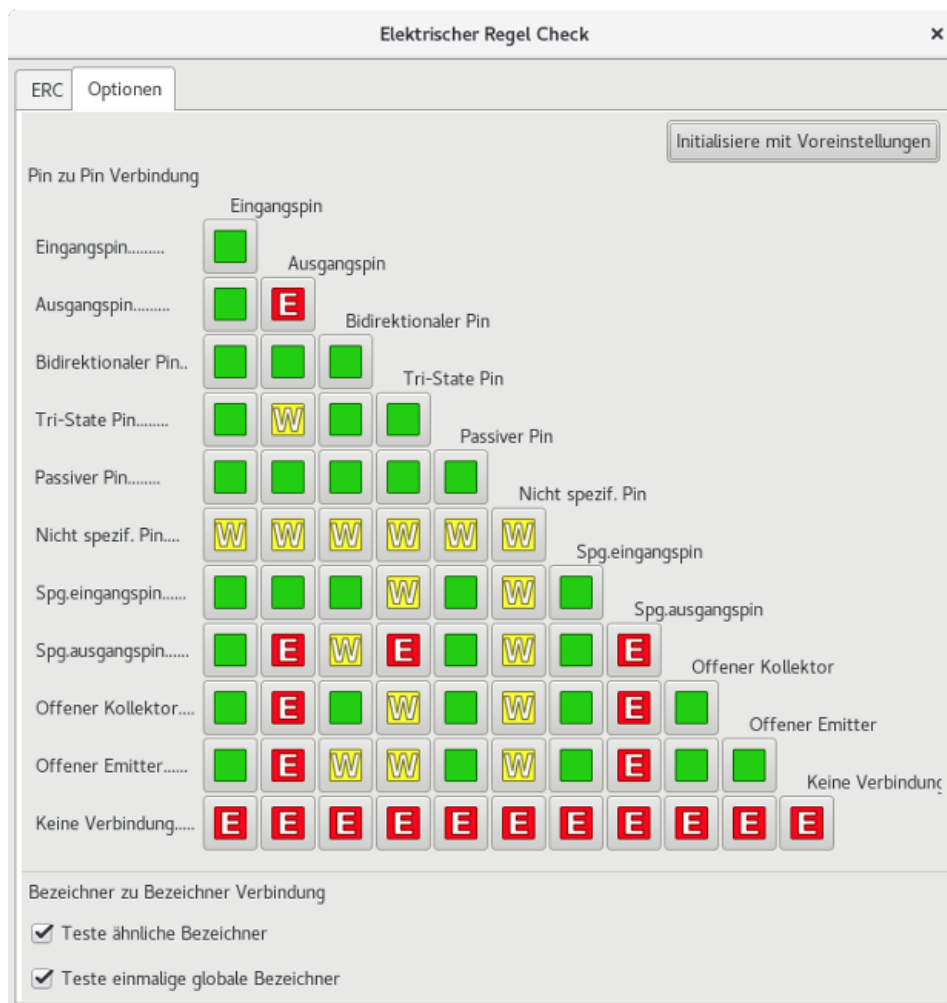 Elektrischer Regel Check
ERC Optionen
Initialisiere mit Voreinstellungen
Pin zu Pin Verbindung
Eingangspin
Eingangspin.........
Ausgangspin
Ausgangspin......... E
Bidirektionaler Pin
Bidirektionaler Pin..
Tri-State Pin
Tri-State Pin........ W
Passiver Pin
Passiver Pin........
Nicht spezif. Pin
Nicht spezif. Pin.... W W W W W W
Spg.eingangspin
Spg.eingangspin...... W W
Spg.ausgangspin
Spg.ausgangspin...... E W E W E
Offener Kollektor
Offener Kollektor.... E W W E
Offener Emitter
Offener Emitter...... E W W W E
Keine Verbindung
Keine Verbindung..... E E E E E E E E E E E
Bezeichner zu Bezeichner Verbindung
Teste ähnliche Bezeichner
Teste einmalige globale Bezeichner